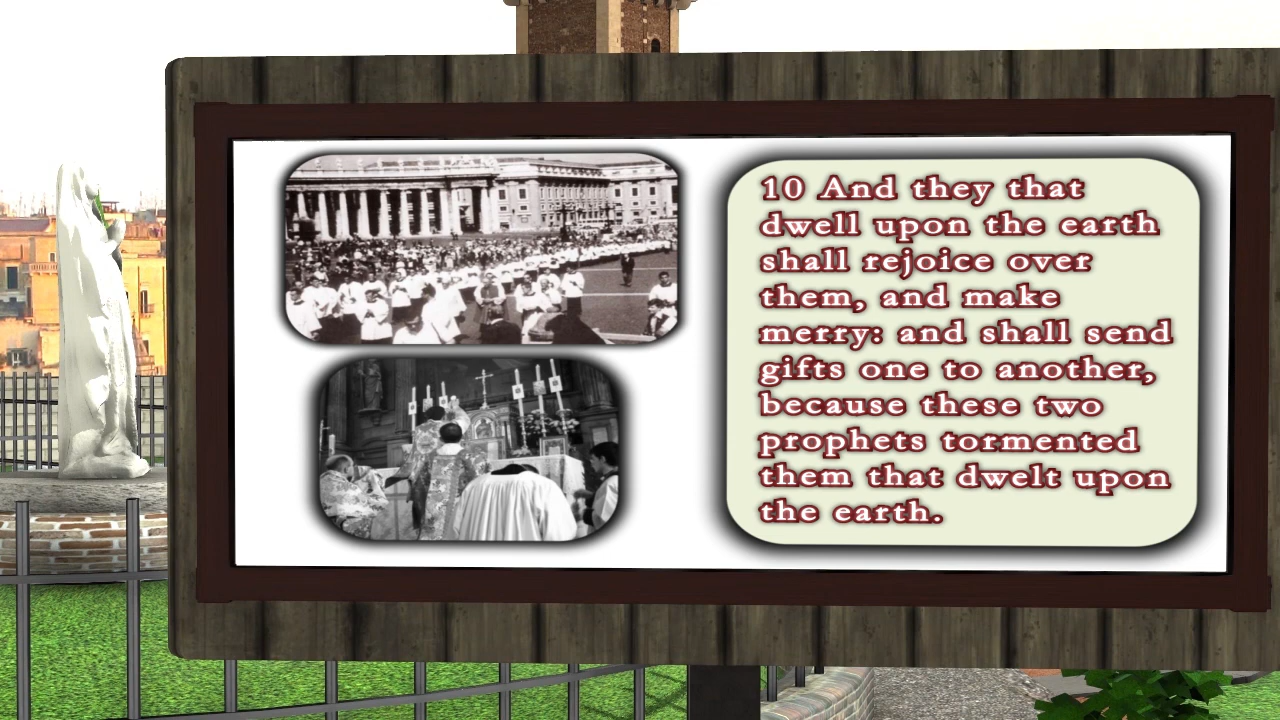 10 And they that
dwell upon the earth
shall rejoice over
them, and make
merry: and shall send
gifts one to another,
because these two
prophets tormented
them that dwelt upon
the earth.